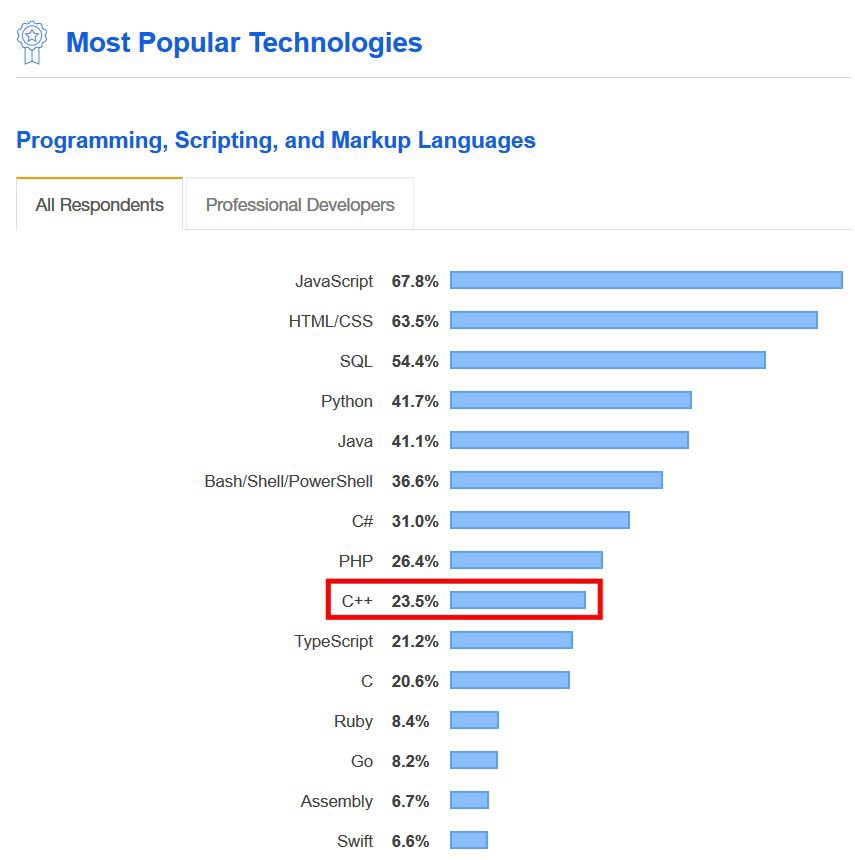 Most Popular Technologies
Programming, Scripting, and Markup Languages
All Respondents Professional Developers
JavaScript 67.8%
HTML/CSS 63.5%
SQL 54.4%
Python 41.7%
Java 41.1%
Bash/Shell/PowerShell 36.6%
C# 31.0%
PHP 26.4%
C++ 23.5%
TypeScript 21.2%
C 20.6%
Ruby 8.4%
Go 8.2%
Assembly 6.7%
Swift 6.6%